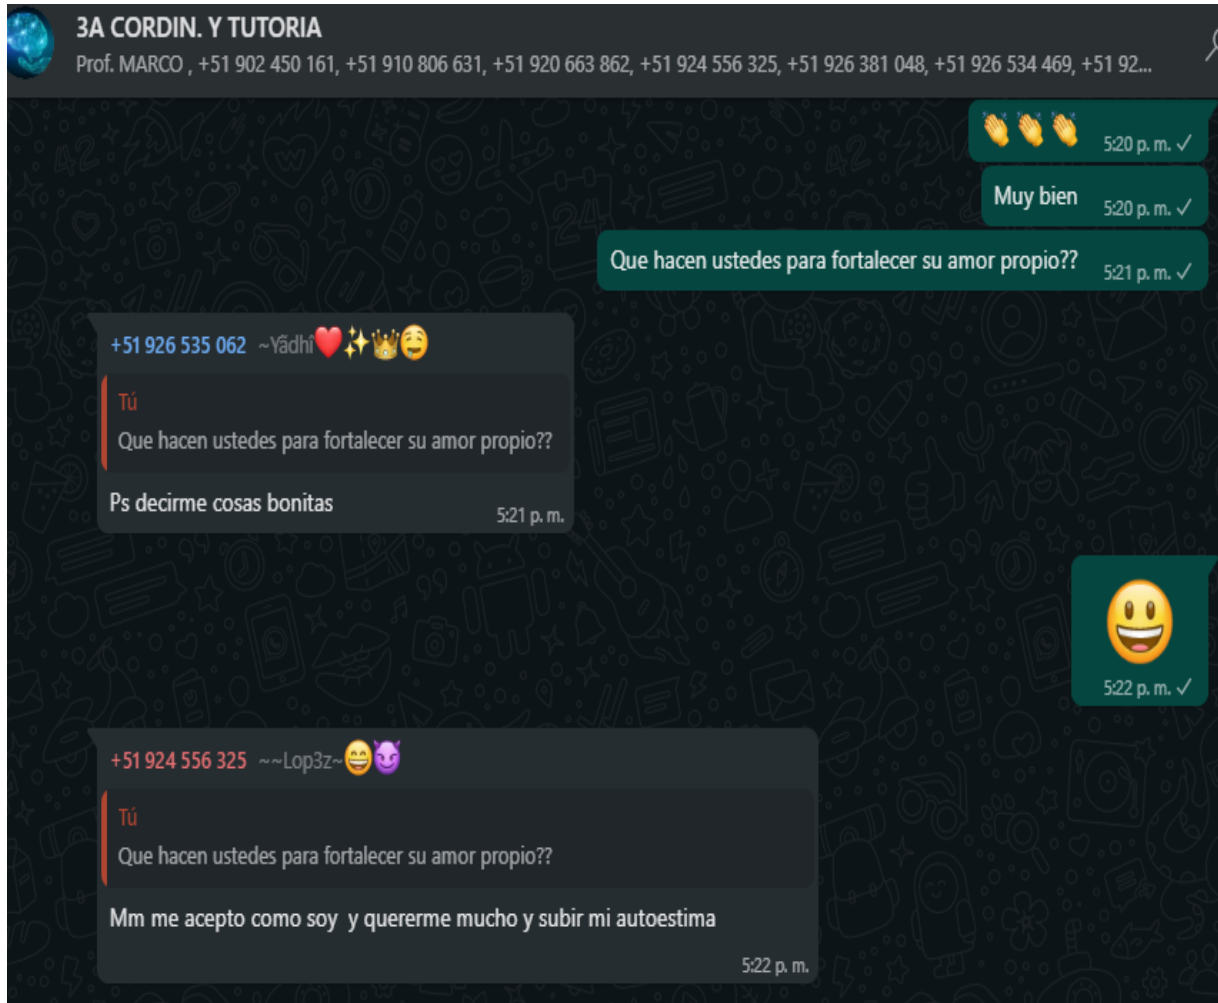 3A CORDIN. Y TUTORIA
Prof. MARCO , +51 902 450 161, +51 910 806 631, +51 920 663 862, +51 924 556 325, +51 926 381 048, +51 926 534 469, +51 92...
👏👏👏 5:20 p. m. ✓
Muy bien 5:20 p. m. ✓
Que hacen ustedes para fortalecer su amor propio?? 5:21 p. m. ✓
+51 926 535 062 ~Yãdhî❤️✨👑🤤
Tú
Que hacen ustedes para fortalecer su amor propio??
Ps decirme cosas bonitas
5:21 p. m.
😃
5:22 p. m. ✓
+51 924 556 325 ~~Lop3z~😄😈
Tú
Que hacen ustedes para fortalecer su amor propio??
Mm me acepto como soy y quererme mucho y subir mi autoestima
5:22 p. m.